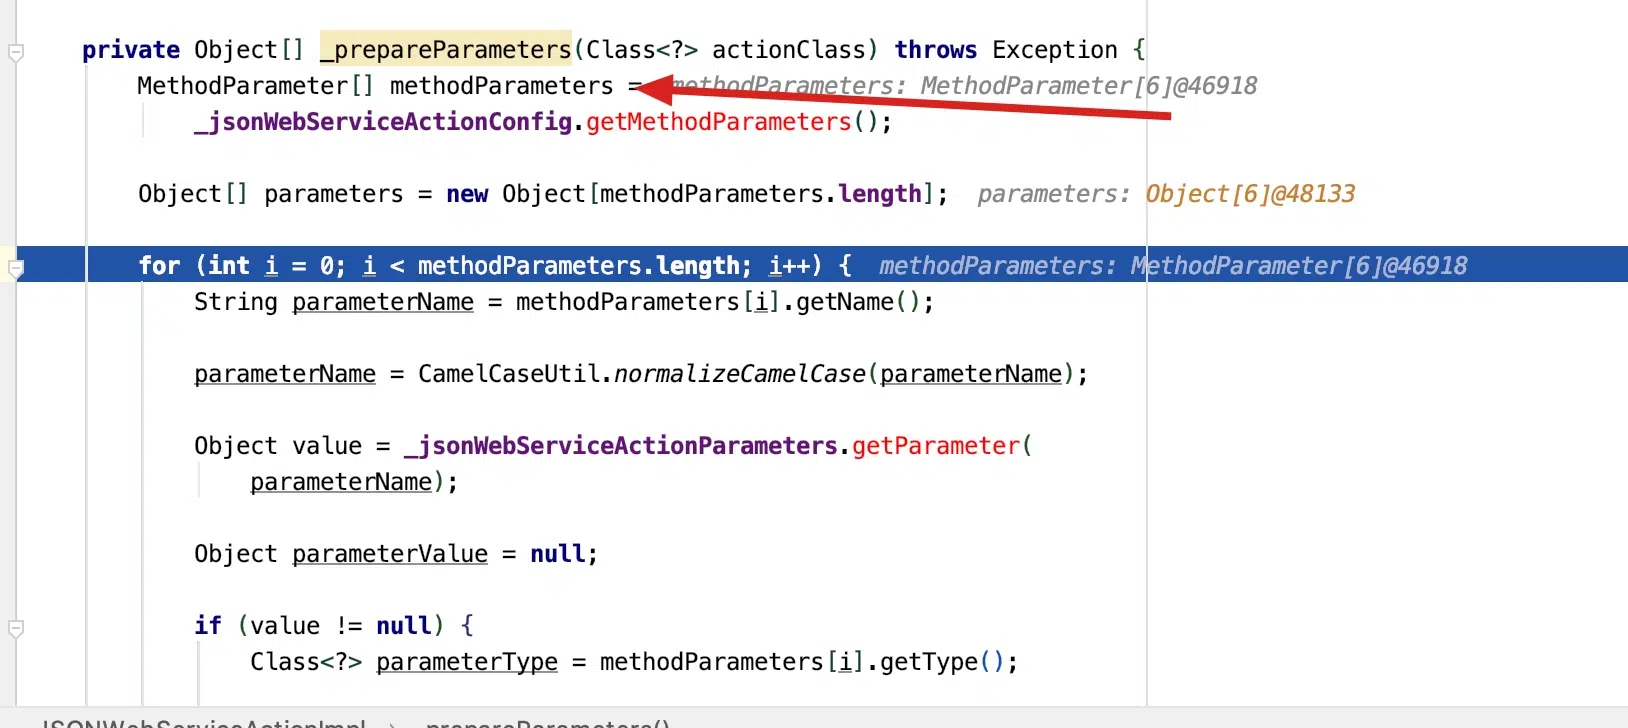 private Object[] _prepareParameters(Class<?> actionClass) throws Exception {
MethodParameter[] methodParameters = methodParameters: MethodParameter[6]@46918
_jsonWebServiceActionConfig.getMethodParameters();
Object[] parameters = new Object[methodParameters.length]; parameters: Object[6]@48133
for (int i = 0; i < methodParameters.length; i++) { methodParameters: MethodParameter[6]@46918
String parameterName = methodParameters[i].getName();
parameterName = CamelCaseUtil.normalizeCamelCase(parameterName);
Object value = _jsonWebServiceActionParameters.getParameter(
parameterName);
Object parameterValue = null;
if (value != null) {
Class<?> parameterType = methodParameters[i].getType();
JSONWebServiceActionImpl › _prepareParameters()